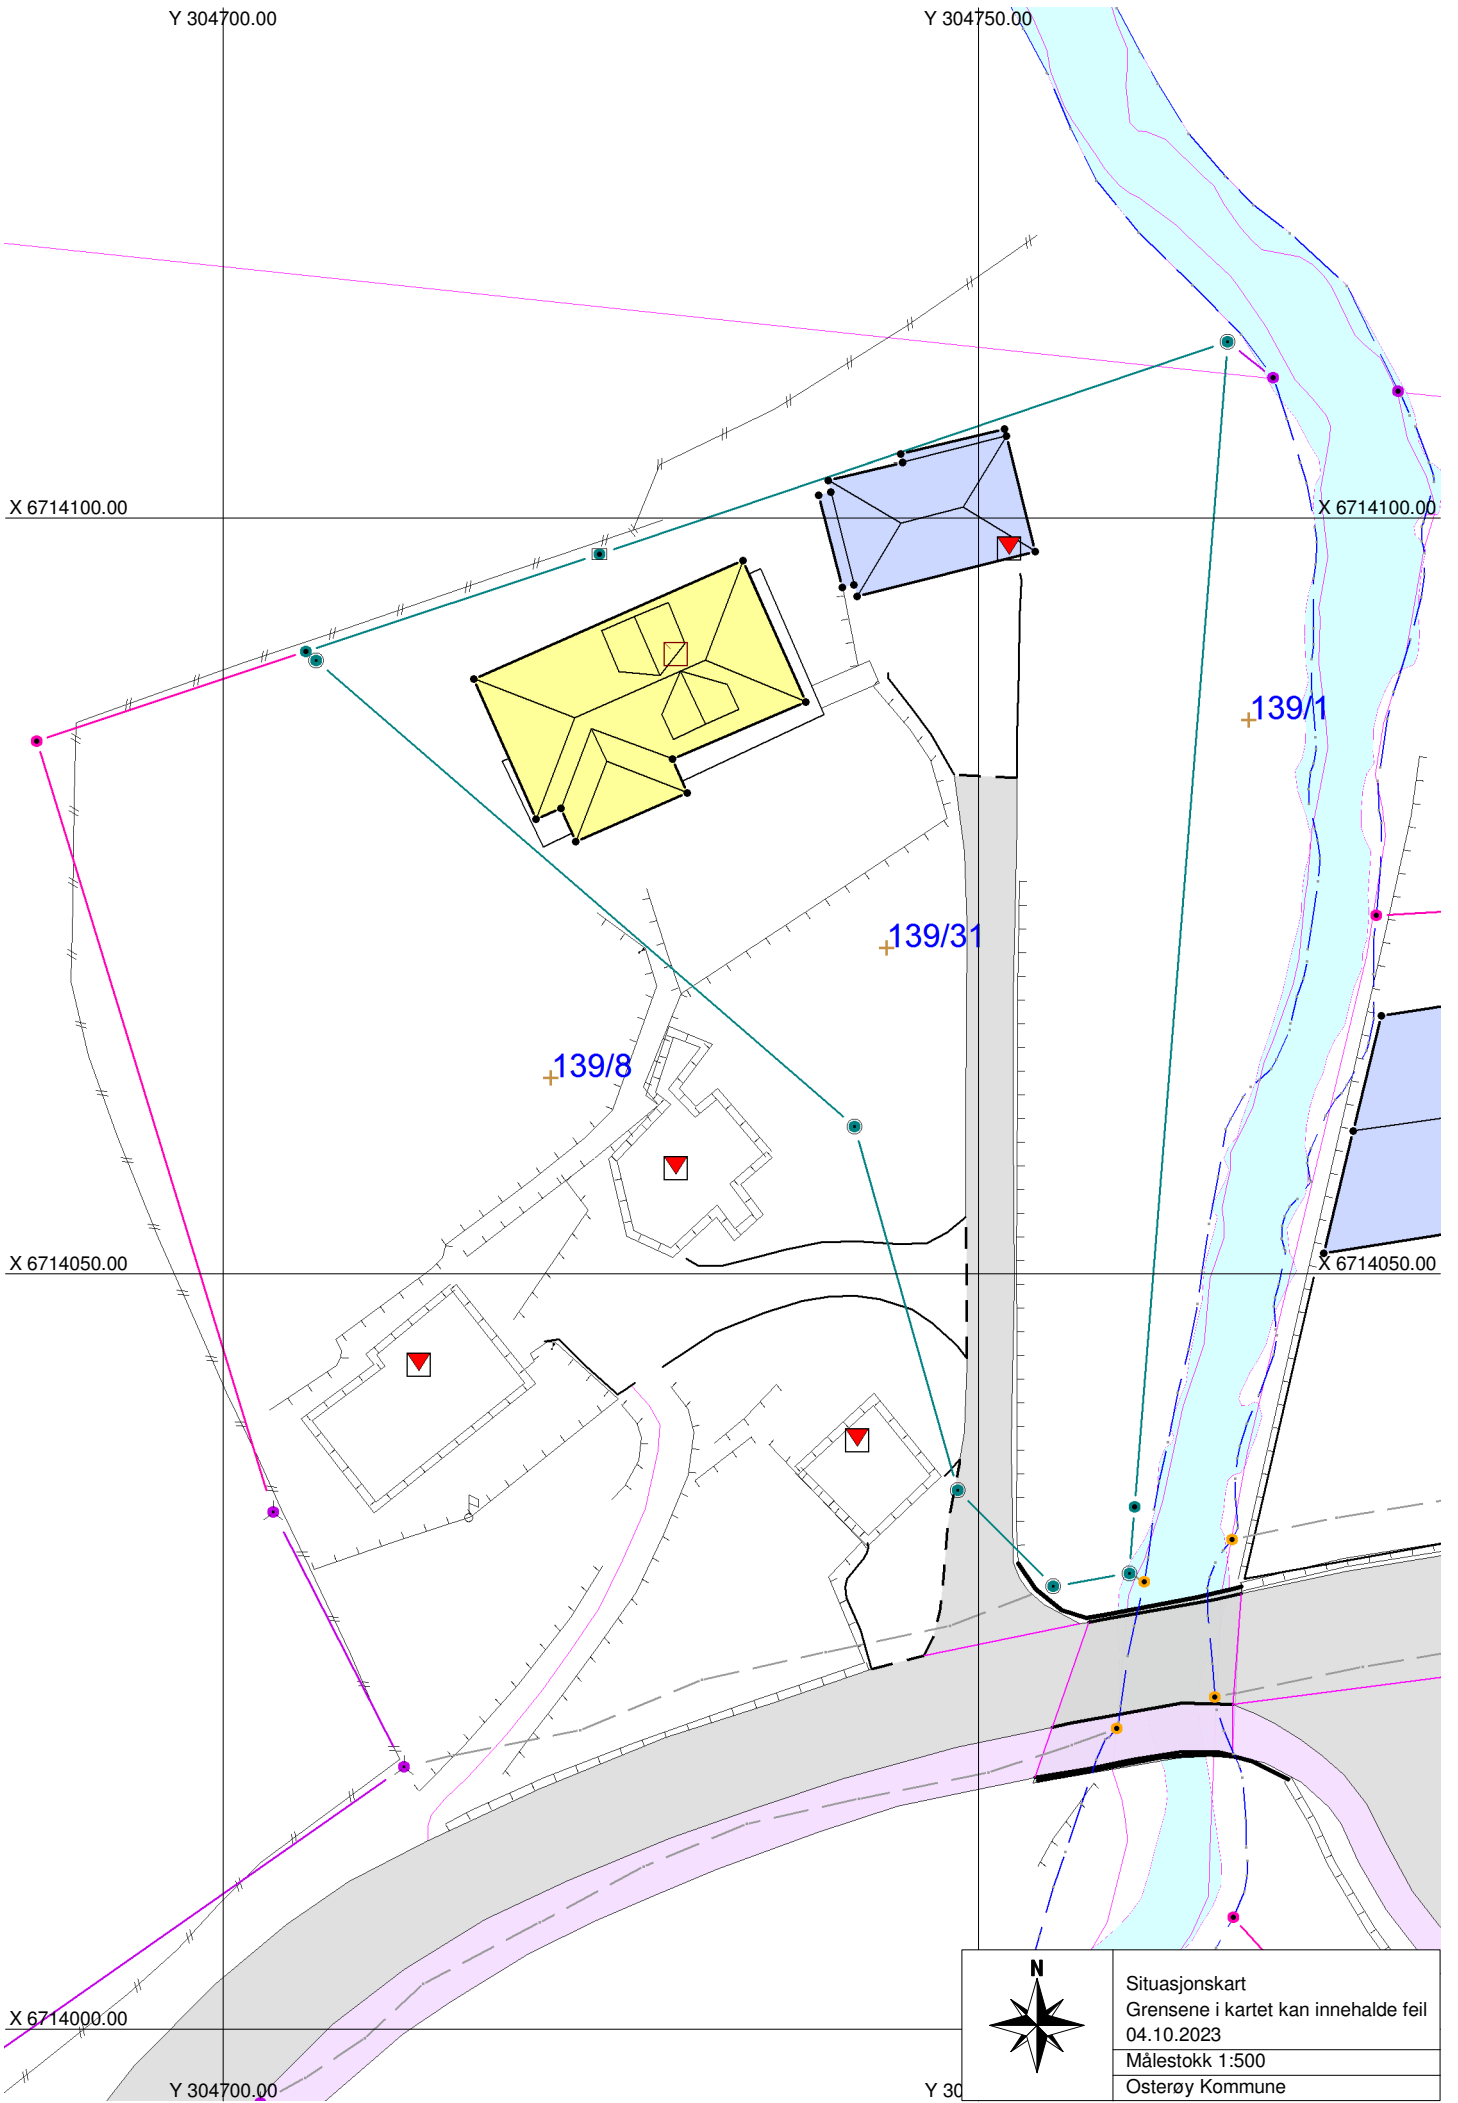 Y 304700.00
Y 304750.00
X 6714100.00
X 6714100.00
139/1
139/31
139/8
X 6714050.00
X 6714050.00
N
Situasjonskart
Grensene i kartet kan innehalde feil
04.10.2023
X 6714000.00
Målestokk 1:500
Y 304700.00
Y 30
Osterøy Kommune